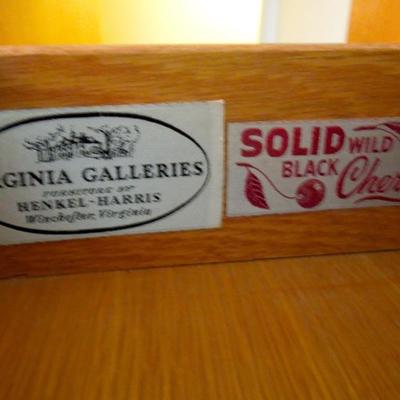 GINIA GALLERIES
FURNITURE BY
HENKEL-HARRIS
Winchester, Virginia
SOLID WILD
BLACK
Cher